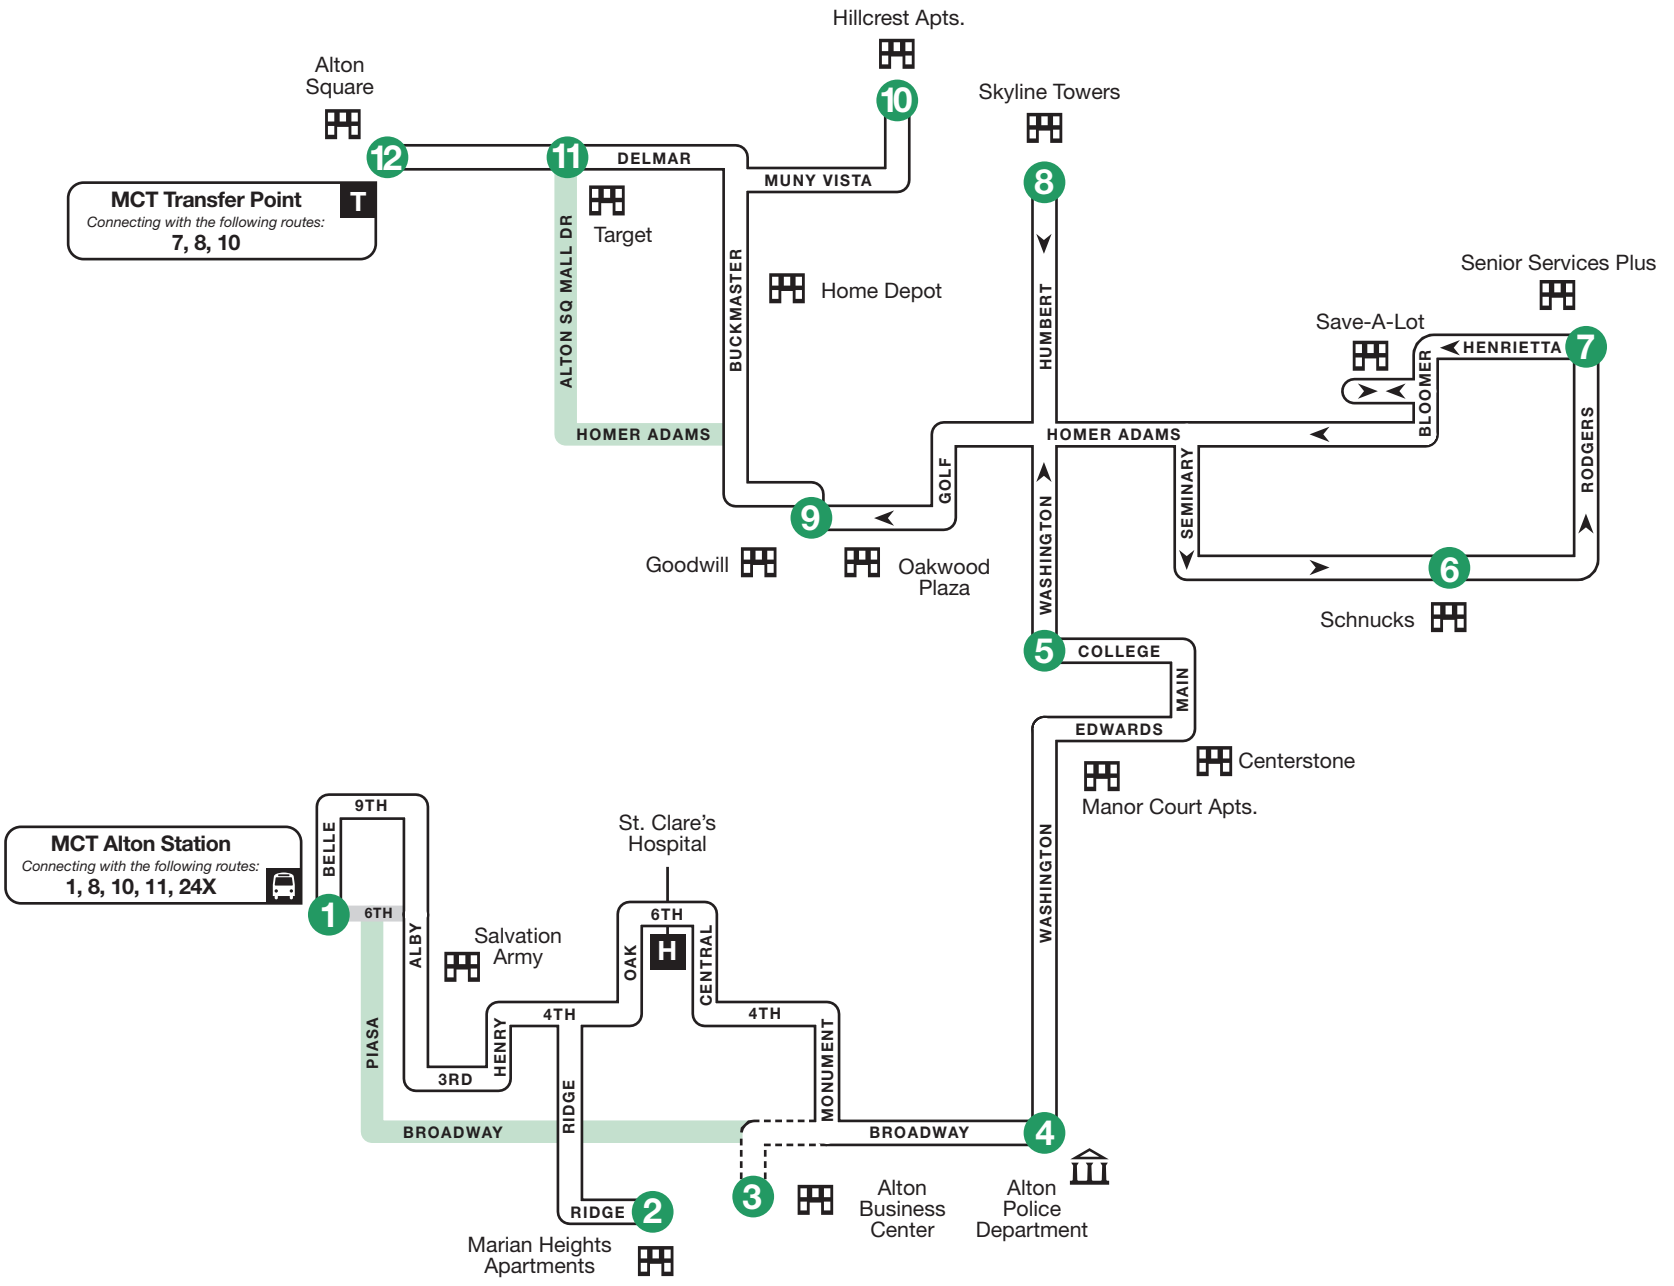 Hillcrest Apts.
10
Alton
Square
Skyline Towers
12
11
DELMAR
MUNY VISTA
8
MCT Transfer Point
T
Connecting with the following routes:
7, 8, 10
Target
ALTON SQ MALL DR
BUCKMASTER
Home Depot
HUMBERT
Senior Services Plus
Save-A-Lot
HENRIETTA
7
BLOOMER
RODGERS
HOMER ADAMS
HOMER ADAMS
GOLF
SEMINARY
9
WASHINGTON
Goodwill
Oakwood
Plaza
6
Schnucks
5
COLLEGE
MAIN
EDWARDS
Centerstone
Manor Court Apts.
WASHINGTON
9TH
BELLE
MCT Alton Station
Connecting with the following routes:
1, 8, 10, 11, 24X
1
6TH
ALBY
Salvation
Army
St. Clare's
Hospital
6TH
H
OAK
CENTRAL
4TH
4TH
HENRY
3RD
PIASA
RIDGE
MONUMENT
BROADWAY
BROADWAY
4
3
Alton
Business
Center
Alton
Police
Department
RIDGE
2
Marian Heights
Apartments